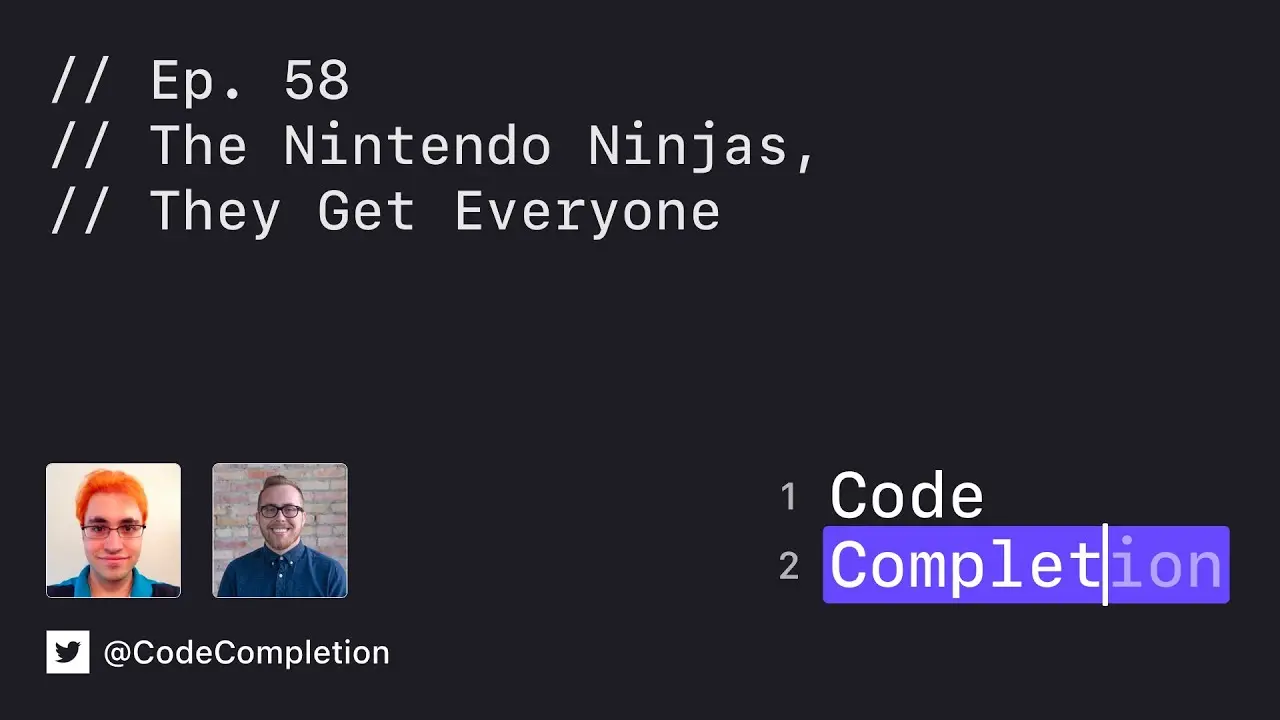 // Ep. 58
// The Nintendo Ninjas,
// They Get Everyone
1 Code
2 Completion
@CodeCompletion